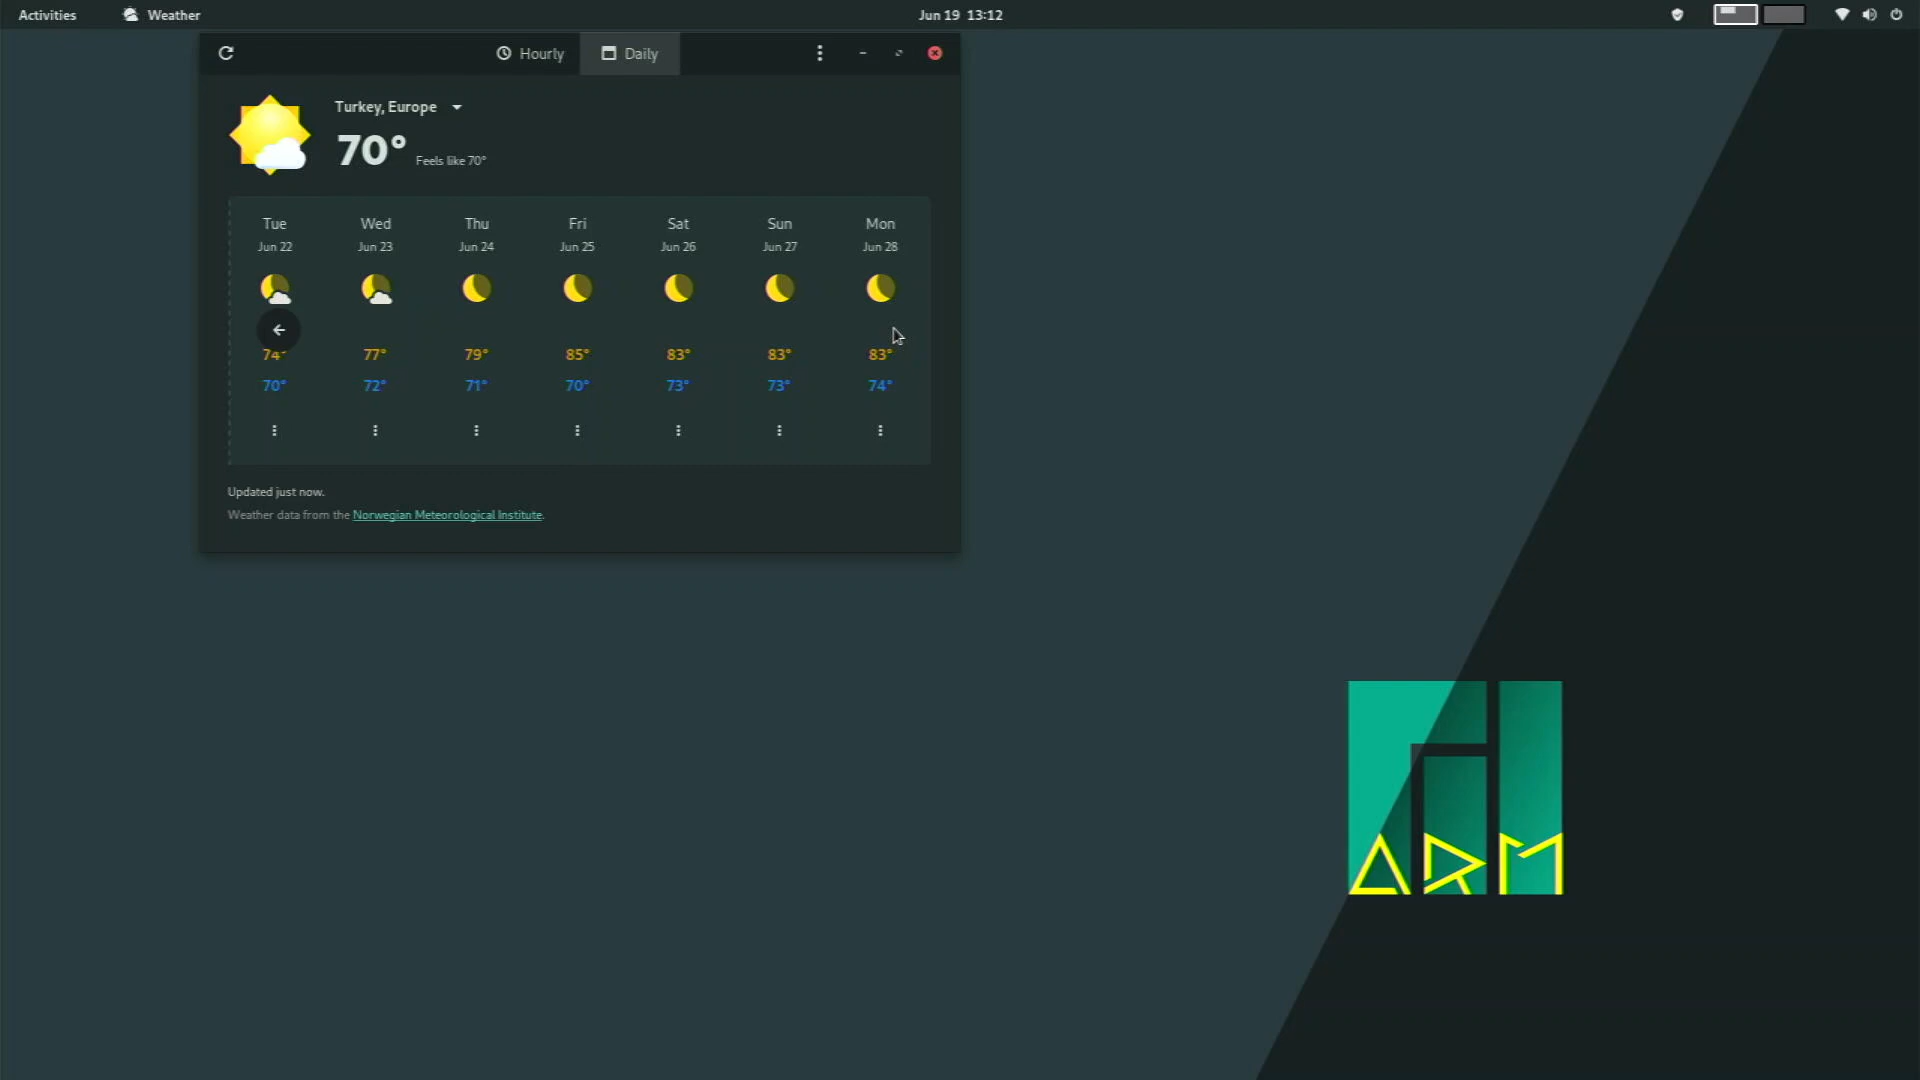 Activities Weather Jun 19 13:12
Hourly Daily
Turkey, Europe
70° Feels like 70°
Tue Wed Thu Fri Sat Sun Mon
Jun 22 Jun 23 Jun 24 Jun 25 Jun 26 Jun 27 Jun 28
74° 77° 79° 85° 83° 83° 83°
70° 72° 71° 70° 73° 73° 74°
Updated just now.
Weather data from the Norwegian Meteorological Institute.
ARM